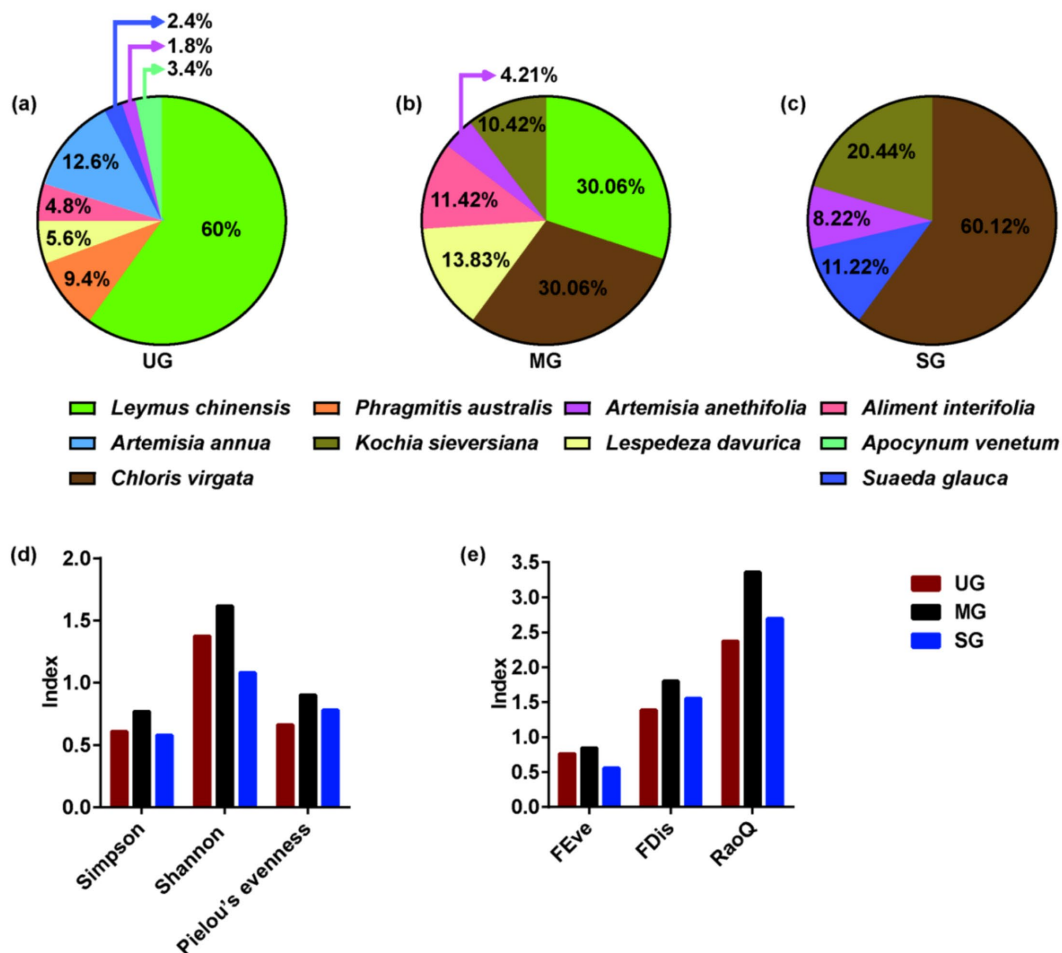 2.4%
1.8%
3.4%
4.21%
(a)
(b)
(c)
12.6%
4.8%
5.6%
9.4%
60%
UG
10.42%
11.42%
13.83%
30.06%
30.06%
MG
20.44%
8.22%
11.22%
60.12%
SG
Leymus chinensis
Phragmitis australis
Artemisia anethifolia
Aliment interifolia
Artemisia annua
Kochia sieversiana
Lespedeza davurica
Apocynum venetum
Chloris virgata
Suaeda glauca
(d)
Index
2.0
1.5
1.0
0.5
0.0
Simpson
Shannon
Pielou's evenness
(e)
Index
3.5
3.0
2.5
2.0
1.5
1.0
0.5
0.0
FEve
FDis
RaoQ
UG
MG
SG